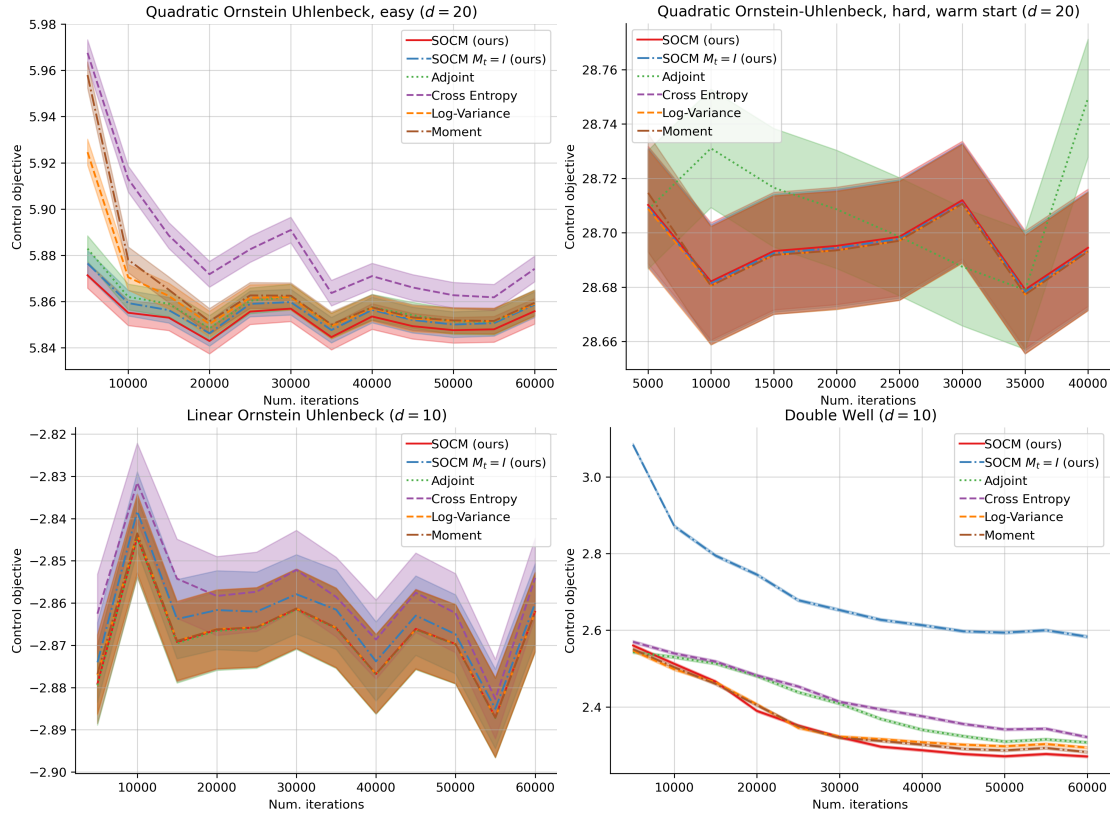 Quadratic Ornstein Uhlenbeck, easy (d = 20)
Control objective
5.98
5.96
5.94
5.92
5.90
5.88
5.86
5.84
SOCM (ours)
SOCM M_t = I (ours)
Adjoint
Cross Entropy
Log-Variance
Moment
10000 20000 30000 40000 50000 60000
Num. iterations
Quadratic Ornstein-Uhlenbeck, hard, warm start (d = 20)
Control objective
28.76
28.74
28.72
28.70
28.68
28.66
SOCM (ours)
SOCM M_t = I (ours)
Adjoint
Cross Entropy
Log-Variance
Moment
5000 10000 15000 20000 25000 30000 35000 40000
Num. iterations
Linear Ornstein Uhlenbeck (d = 10)
Control objective
−2.82
−2.83
−2.84
−2.85
−2.86
−2.87
−2.88
−2.89
−2.90
SOCM (ours)
SOCM M_t = I (ours)
Adjoint
Cross Entropy
Log-Variance
Moment
10000 20000 30000 40000 50000 60000
Num. iterations
Double Well (d = 10)
Control objective
3.0
2.8
2.6
2.4
SOCM (ours)
SOCM M_t = I (ours)
Adjoint
Cross Entropy
Log-Variance
Moment
10000 20000 30000 40000 50000 60000
Num. iterations